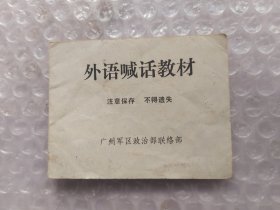 外语喊话教材
注意保存 不得遗失
广州军区政治部联络部